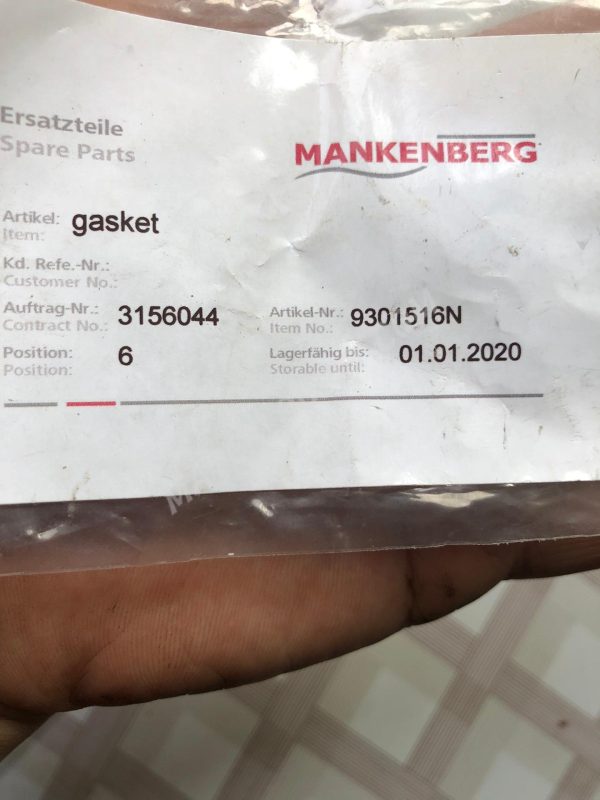 Ersatzteile
Spare Parts
MANKENBERG
Artikel: gasket
Item:
Kd. Refe.-Nr.:
Customer No.:
Auftrag-Nr.: 3156044 Artikel-Nr.: 9301516N
Contract No.: Item No.:
Position: 6 Lagerfähig bis: 01.01.2020
Position: Storable until: